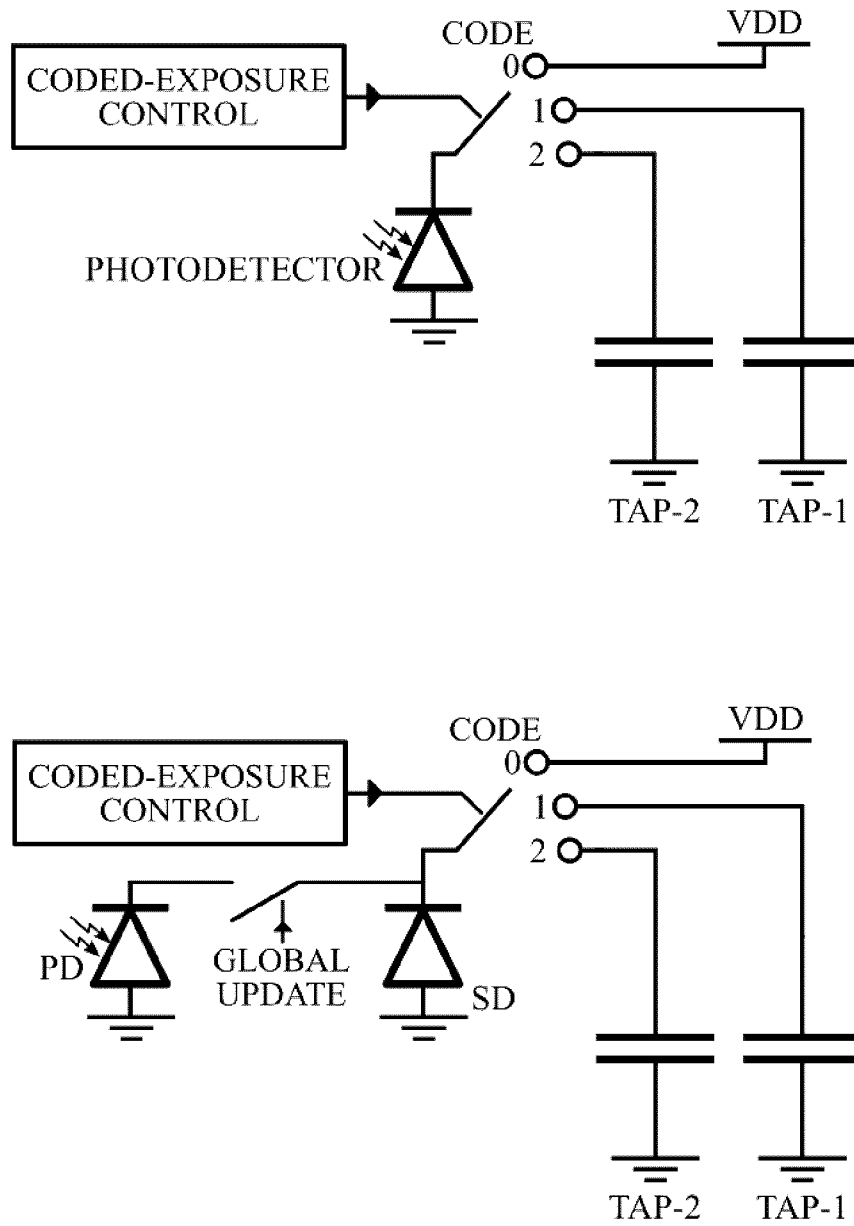 CODE
VDD
0
CODED-EXPOSURE
CONTROL
1
2
PHOTODETECTOR
TAP-2 TAP-1
CODE
VDD
0
CODED-EXPOSURE
CONTROL
1
2
PD
GLOBAL
UPDATE
SD
TAP-2 TAP-1